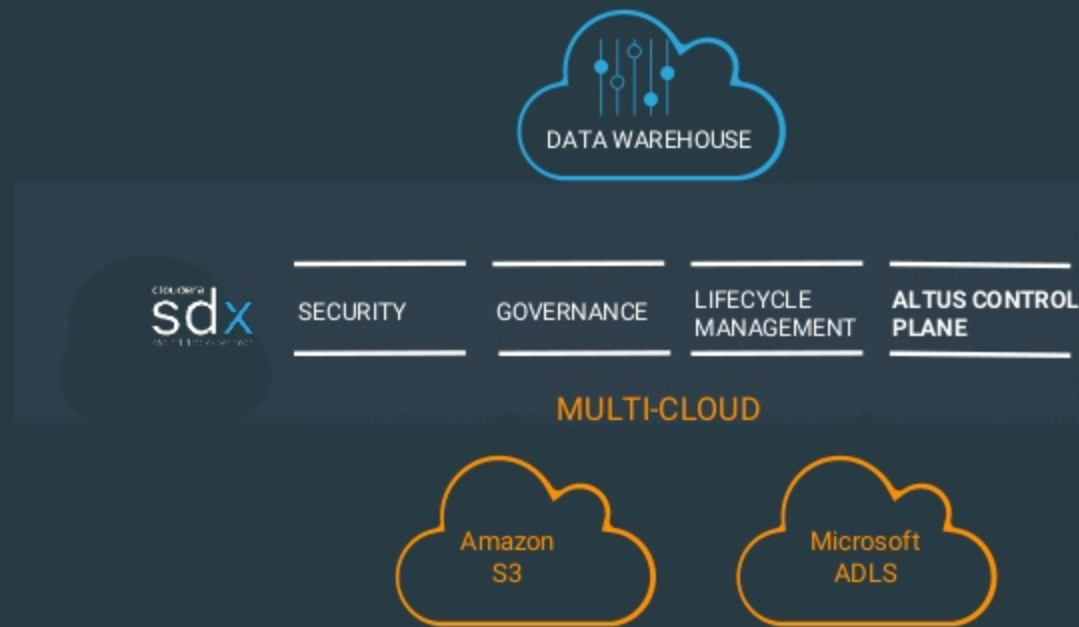 DATA WAREHOUSE
cloudera
sdx
SECURITY
GOVERNANCE
LIFECYCLE
MANAGEMENT
ALTUS CONTROL
PLANE
MULTI-CLOUD
Amazon
S3
Microsoft
ADLS